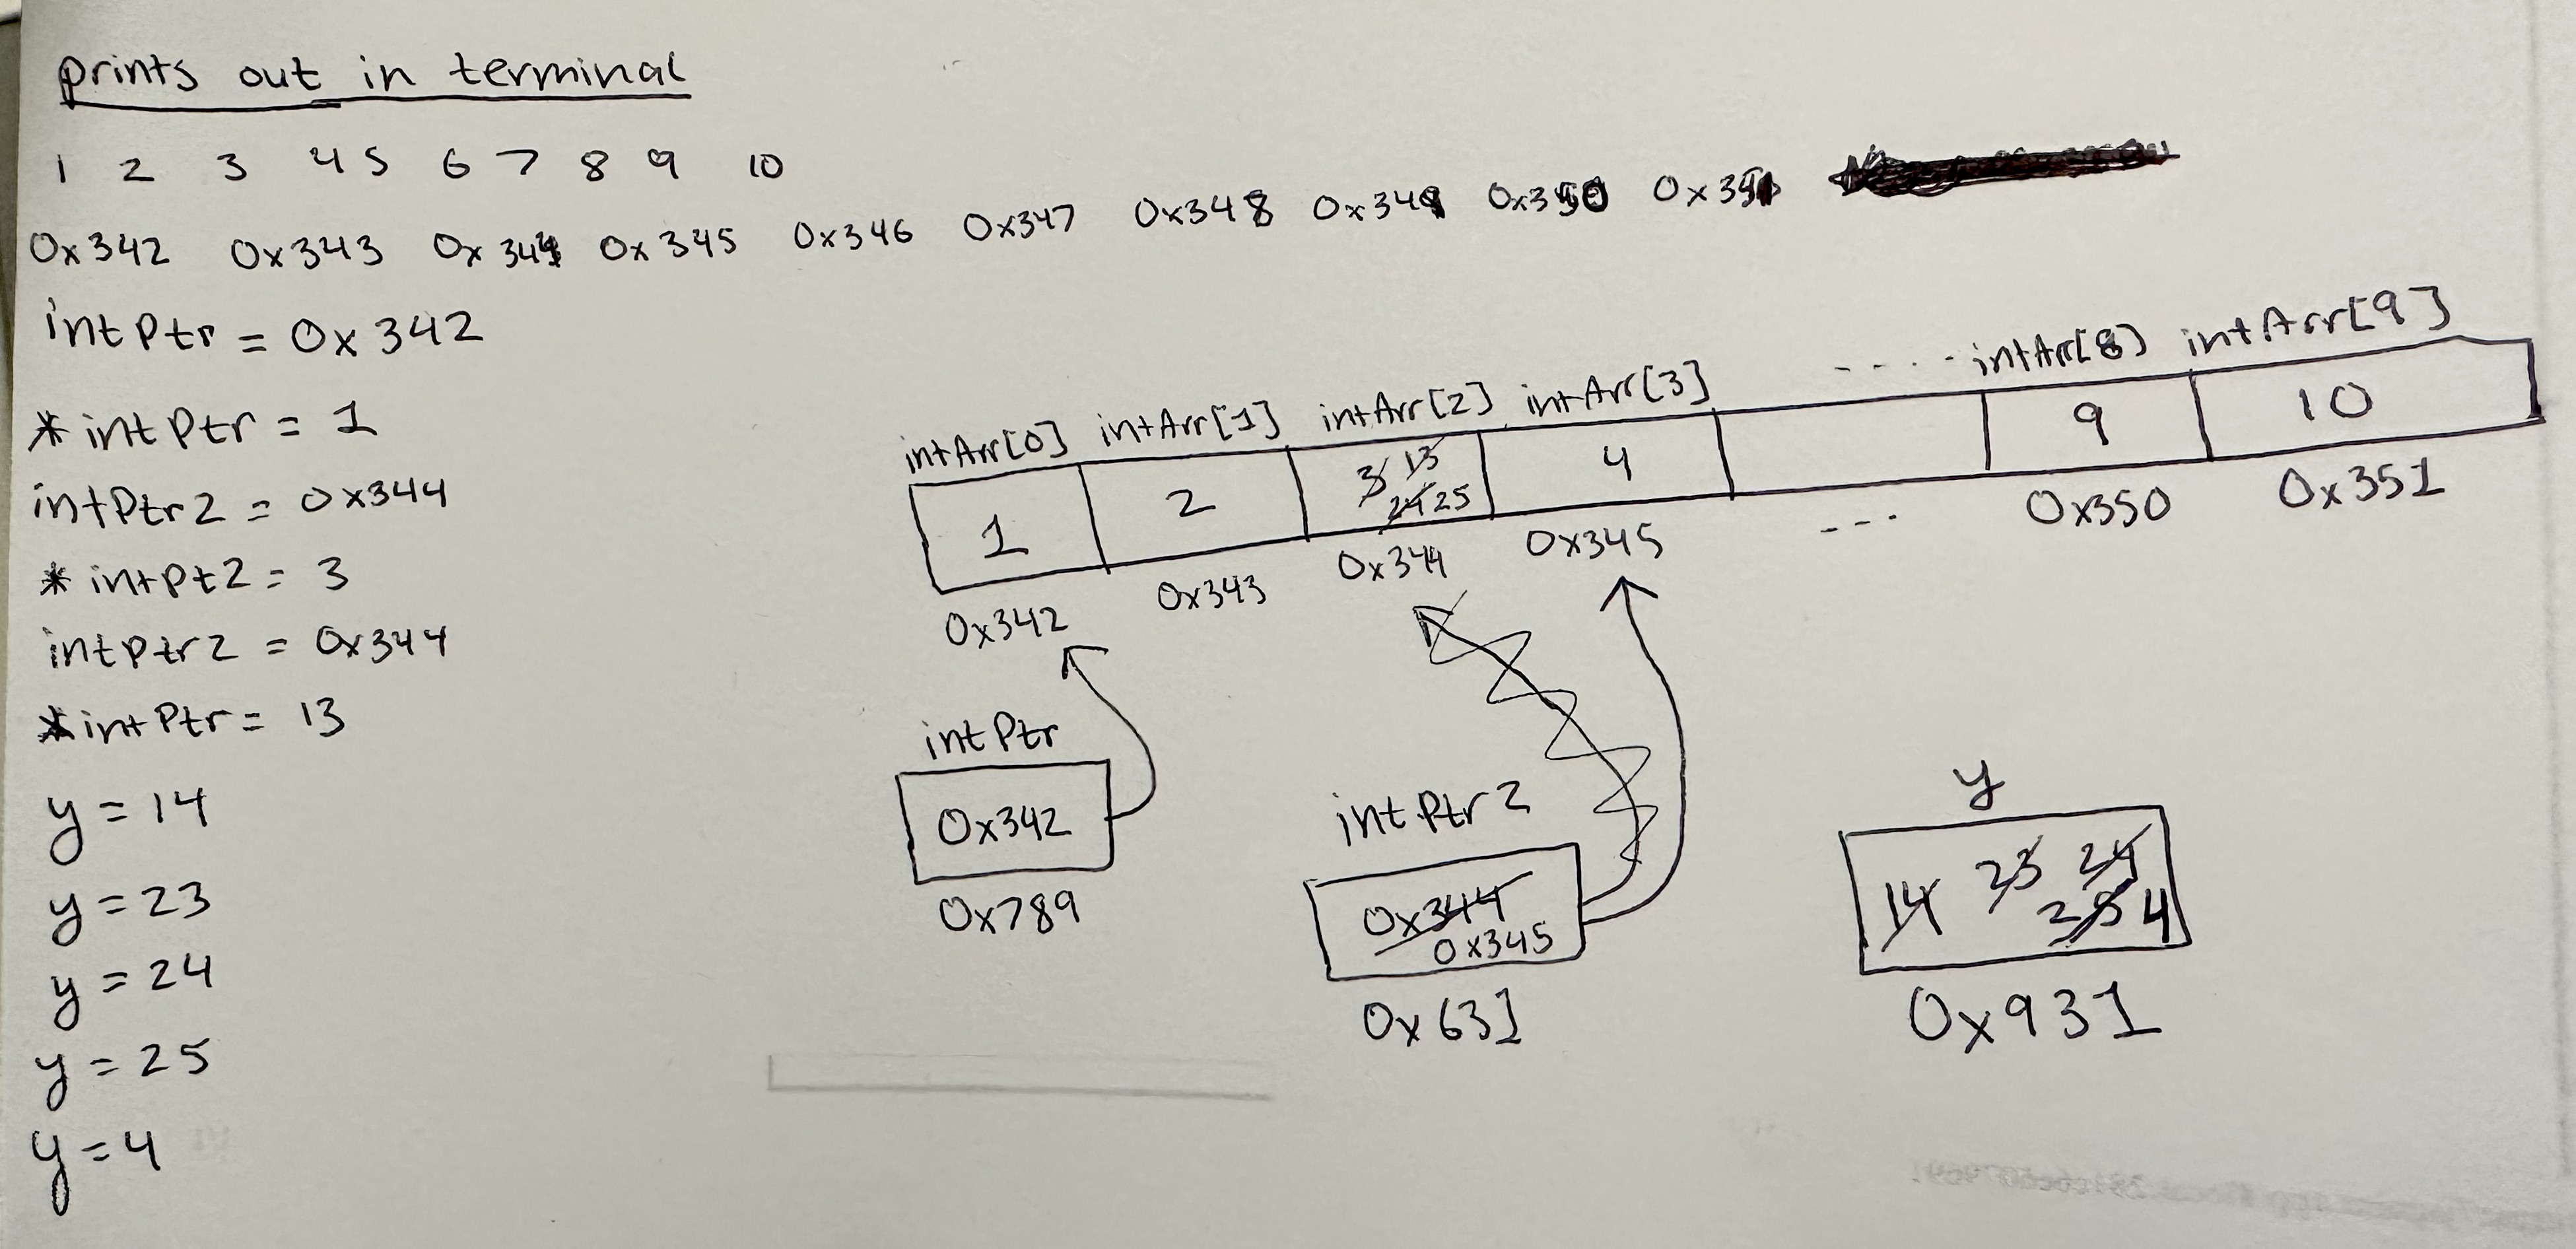 prints out in terminal
1 2 3 4 5 6 7 8 9 10
0x342 0x343 0x344 0x345 0x346 0x347 0x348 0x349 0x350 0x351
intPtr = 0x342
*intPtr = 1
intPtr2 = 0x344
*intPt2 = 3
intptr2 = 0x344
*intPtr = 13
y = 14
y = 23
y = 24
y = 25
y = 4
intArr[0] intArr[1] intArr[2] intArr[3] ---- intArr[8] intArr[9]
1 2 3 13 4 9 10
24 25
0x342 0x343 0x344 0x345 --- 0x350 0x351
intPtr
0x342
0x789
intPtr2
0x344
0x345
0x631
y
14 23 24
25 4
0x931